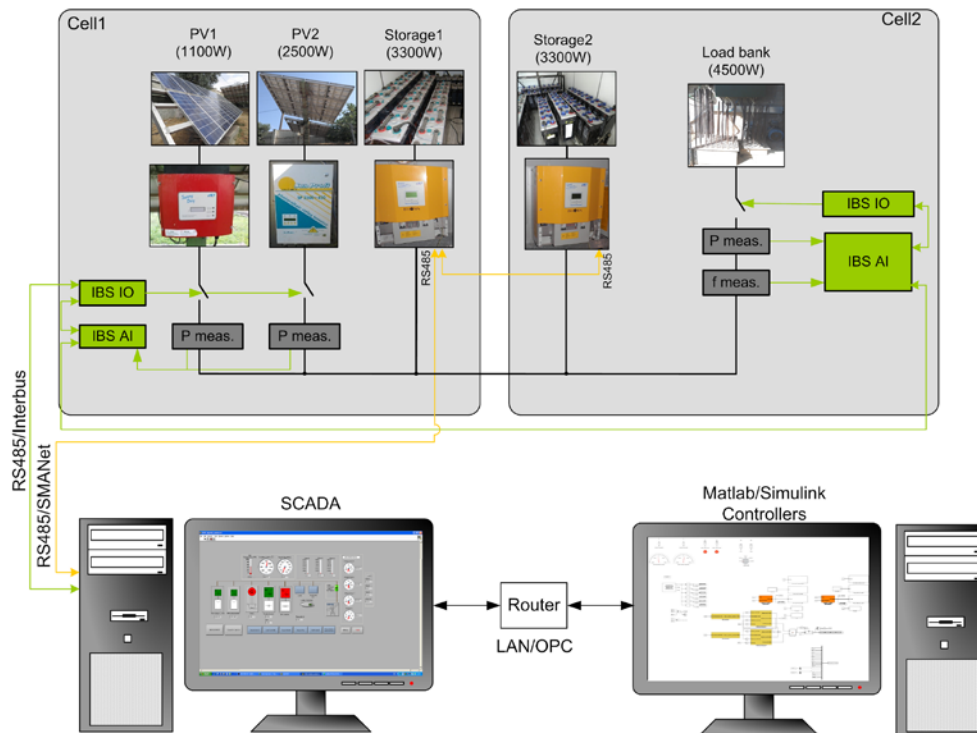 Cell1
Cell2
PV1
(1100W)
PV2
(2500W)
Storage1
(3300W)
Storage2
(3300W)
Load bank
(4500W)
IBS IO
P meas.
IBS AI
f meas.
RS485
RS485
IBS IO
IBS AI
P meas.
P meas.
RS485/Interbus
RS485/SMANet
SCADA
Matlab/Simulink
Controllers
Router
LAN/OPC